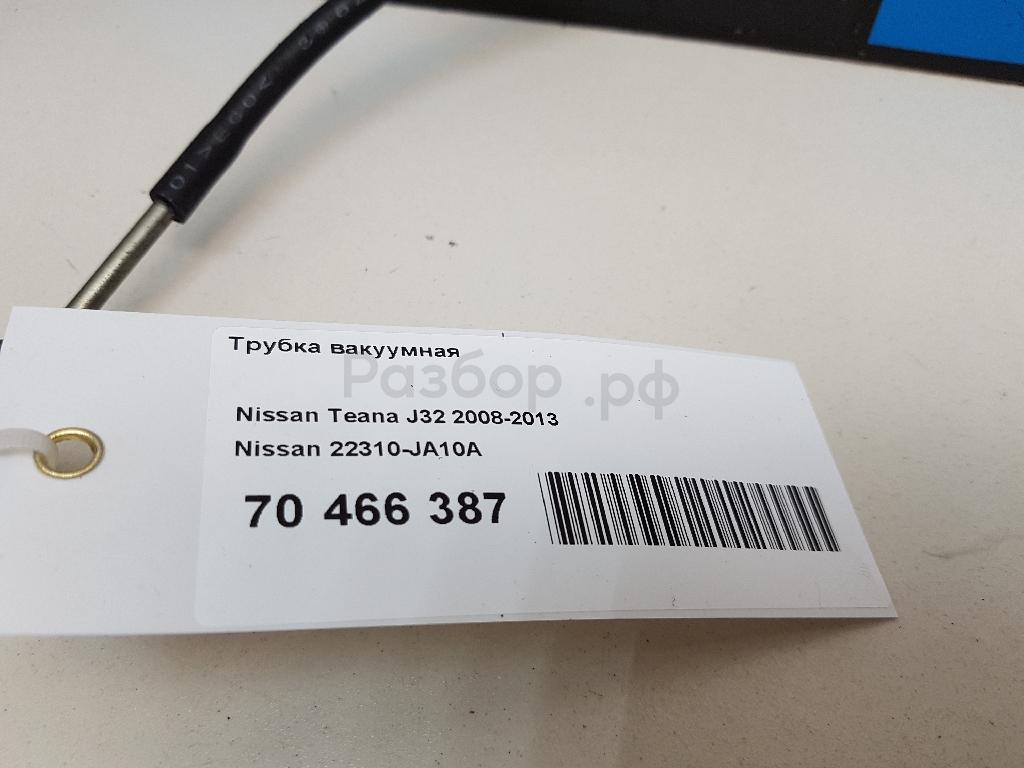 Трубка вакуумная
Разбор.рф
Nissan Teana J32 2008-2013
Nissan 22310-JA10A
70 466 387